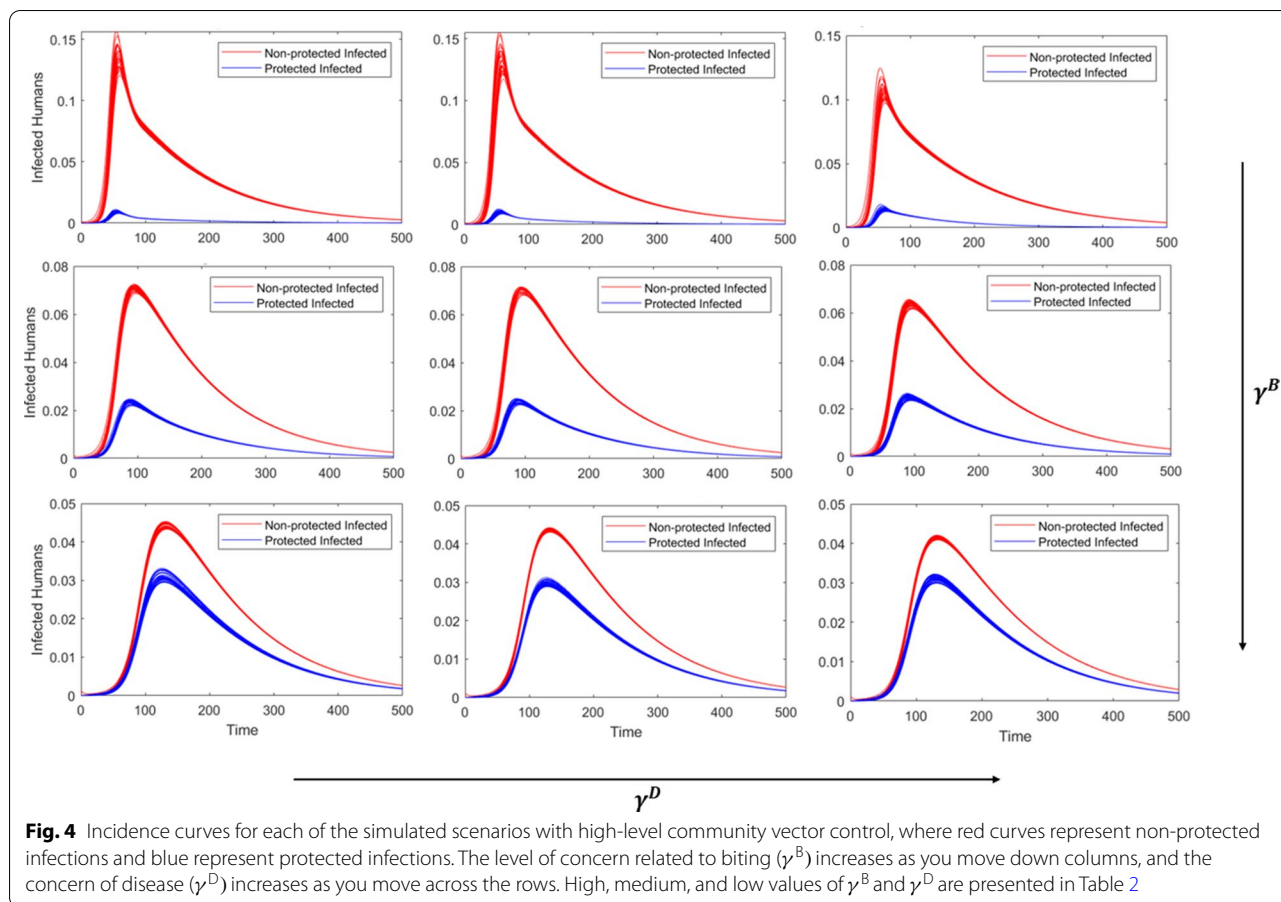 Infected Humans
0.15
0.1
0.05
0
0 100 200 300 400 500
Non-protected Infected
Protected Infected
0.15
0.1
0.05
0
0 100 200 300 400 500
Non-protected Infected
Protected Infected
0.15
0.1
0.05
0
0 100 200 300 400 500
Non-protected Infected
Protected Infected
Infected Humans
0.08
0.06
0.04
0.02
0
0 100 200 300 400 500
Non-protected Infected
Protected Infected
0.08
0.06
0.04
0.02
0
0 100 200 300 400 500
Non-protected Infected
Protected Infected
0.08
0.06
0.04
0.02
0
0 100 200 300 400 500
Non-protected Infected
Protected Infected
γᴮ
Infected Humans
0.05
0.04
0.03
0.02
0.01
0
0 100 200 300 400 500
Time
Non-protected Infected
Protected Infected
0.05
0.04
0.03
0.02
0.01
0
0 100 200 300 400 500
Time
Non-protected Infected
Protected Infected
0.05
0.04
0.03
0.02
0.01
0
0 100 200 300 400 500
Time
Non-protected Infected
Protected Infected
γᴰ
Fig. 4 Incidence curves for each of the simulated scenarios with high-level community vector control, where red curves represent non-protected
infections and blue represent protected infections. The level of concern related to biting (γᴮ) increases as you move down columns, and the
concern of disease (γᴰ) increases as you move across the rows. High, medium, and low values of γᴮ and γᴰ are presented in Table 2